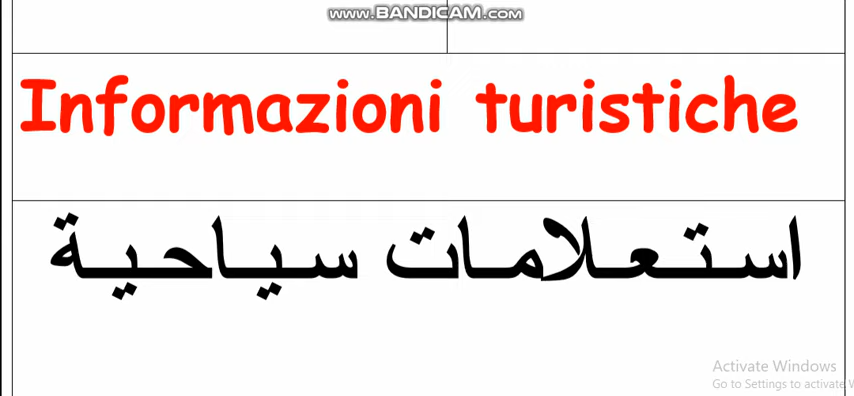 www.BANDICAM.com
Informazioni turistiche
استعلامات سياحية
Activate Windows
Go to Settings to activate W